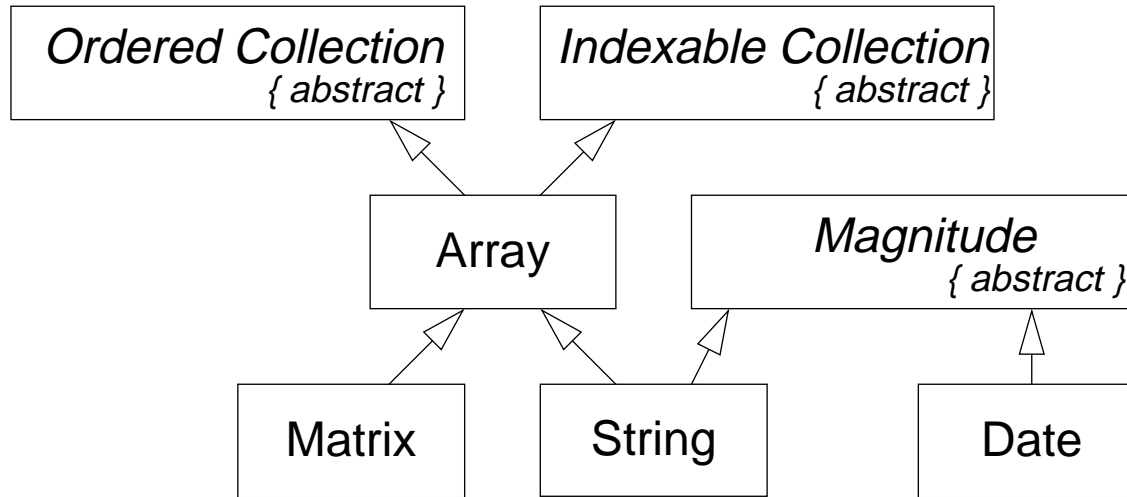 Ordered Collection
{ abstract }
Indexable Collection
{ abstract }
Array
Magnitude
{ abstract }
Matrix
String
Date